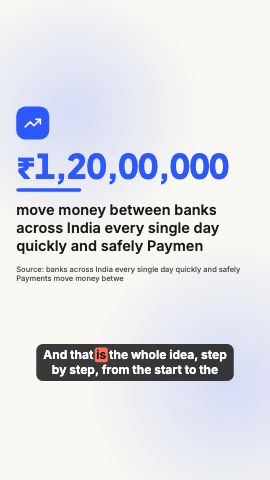 ₹1,20,00,000
move money between banks
across India every single day
quickly and safely Paymen
Source: banks across India every single day quickly and safely
Payments move money betwe
And that is the whole idea, step
by step, from the start to the